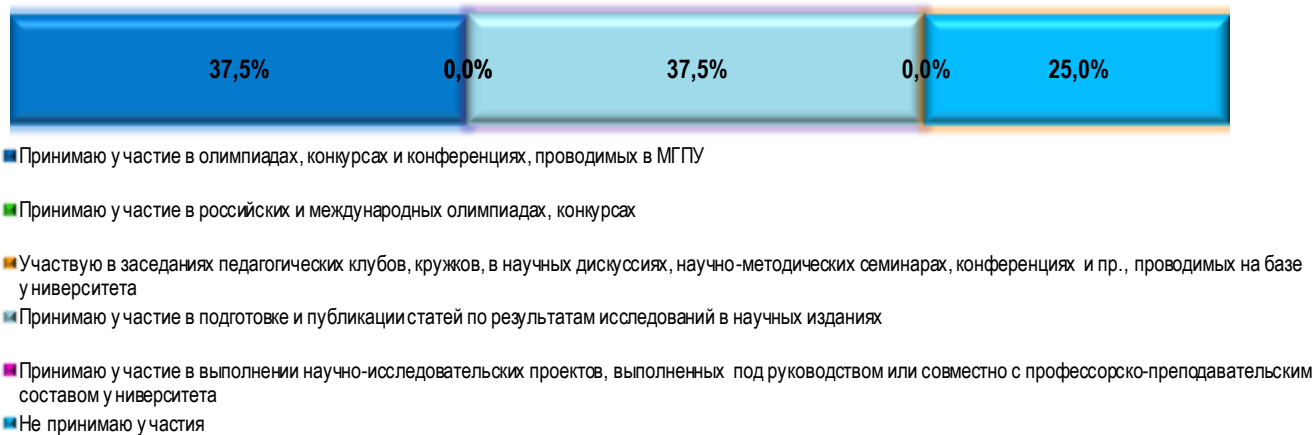 37,5% 0,0% 37,5% 0,0% 25,0%
Принимаю участие в олимпиадах, конкурсах и конференциях, проводимых в МГПУ
Принимаю участие в российских и международных олимпиадах, конкурсах
Участвую в заседаниях педагогических клубов, кружков, в научных дискуссиях, научно-методических семинарах, конференциях и пр., проводимых на базе
университета
Принимаю участие в подготовке и публикации статей по результатам исследований в научных изданиях
Принимаю участие в выполнении научно-исследовательских проектов, выполненных под руководством или совместно с профессорско-преподавательским
составом университета
Не принимаю участия